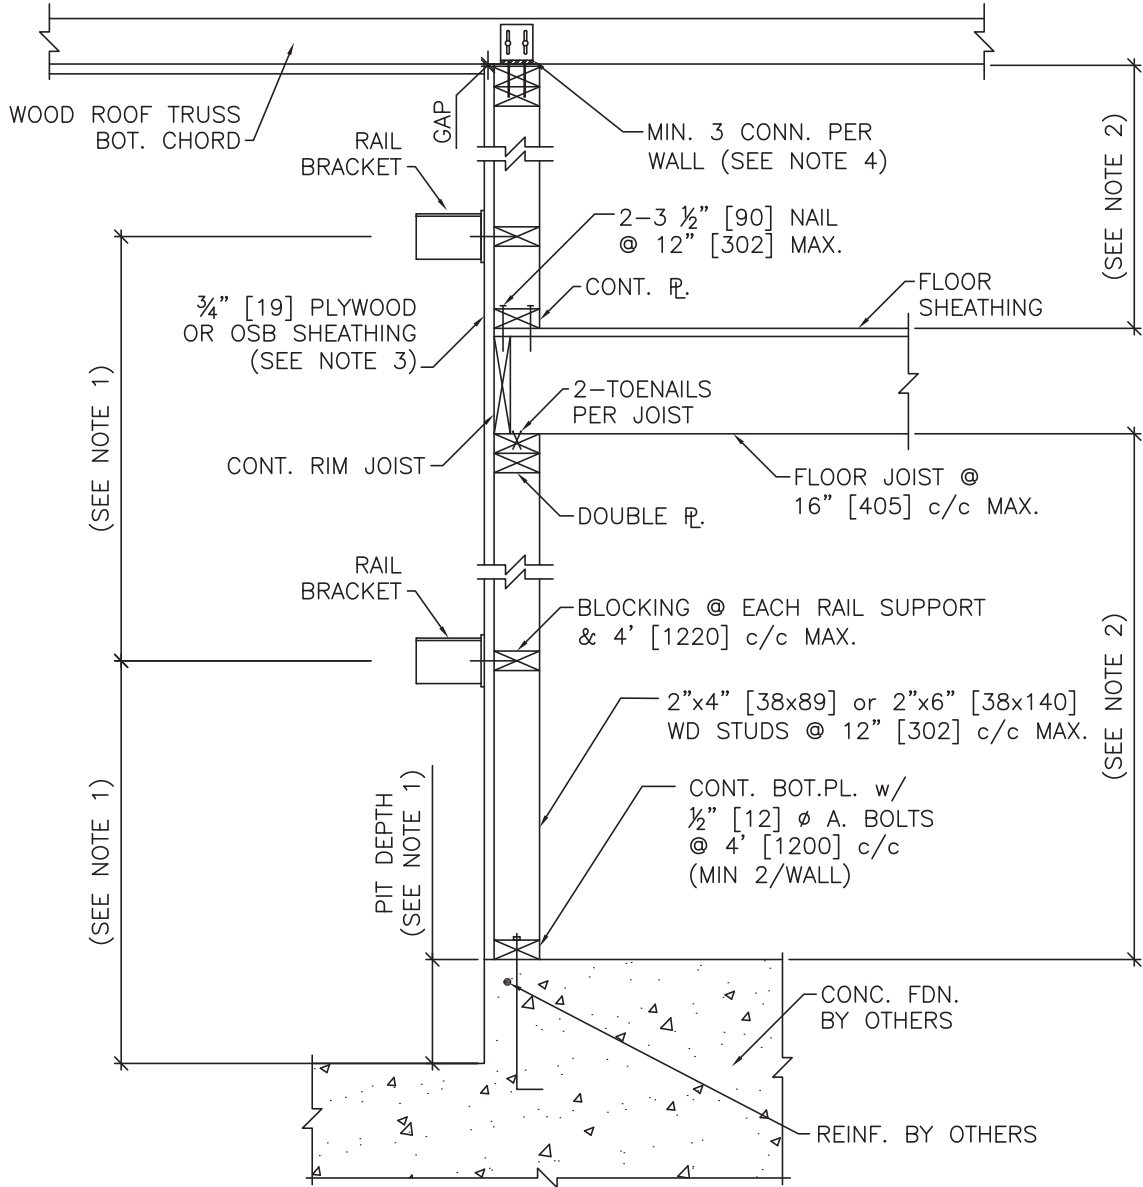 WOOD ROOF TRUSS
BOT. CHORD
GAP
MIN. 3 CONN. PER
WALL (SEE NOTE 4)
RAIL
BRACKET
2-3 ½" [90] NAIL
@ 12" [302] MAX.
(SEE NOTE 2)
CONT. ℄.
FLOOR
SHEATHING
¾" [19] PLYWOOD
OR OSB SHEATHING
(SEE NOTE 3)
2-TOENAILS
PER JOIST
(SEE NOTE 1)
CONT. RIM JOIST
FLOOR JOIST @
16" [405] c/c MAX.
DOUBLE ℄.
RAIL
BRACKET
BLOCKING @ EACH RAIL SUPPORT
& 4' [1220] c/c MAX.
2"x4" [38x89] or 2"x6" [38x140]
WD STUDS @ 12" [302] c/c MAX.
(SEE NOTE 2)
CONT. BOT.PL. w/
½" [12] ø A. BOLTS
@ 4' [1200] c/c
(MIN 2/WALL)
(SEE NOTE 1)
PIT DEPTH
(SEE NOTE 1)
CONC. FDN.
BY OTHERS
REINF. BY OTHERS